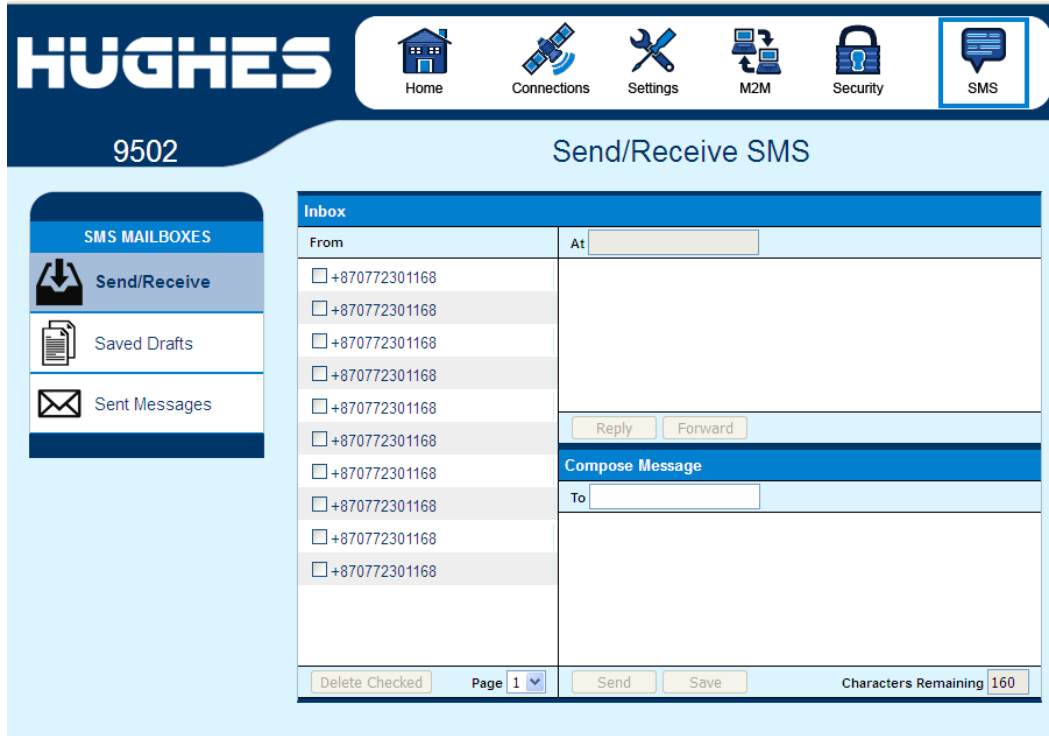 HUGHES
Home
Connections
Settings
M2M
Security
SMS
9502
Send/Receive SMS
SMS MAILBOXES
Send/Receive
Saved Drafts
Sent Messages
Inbox
From
At
+870772301168
+870772301168
+870772301168
+870772301168
+870772301168
+870772301168
+870772301168
+870772301168
+870772301168
+870772301168
Reply
Forward
Compose Message
To
Delete Checked
Page 1
Send
Save
Characters Remaining 160